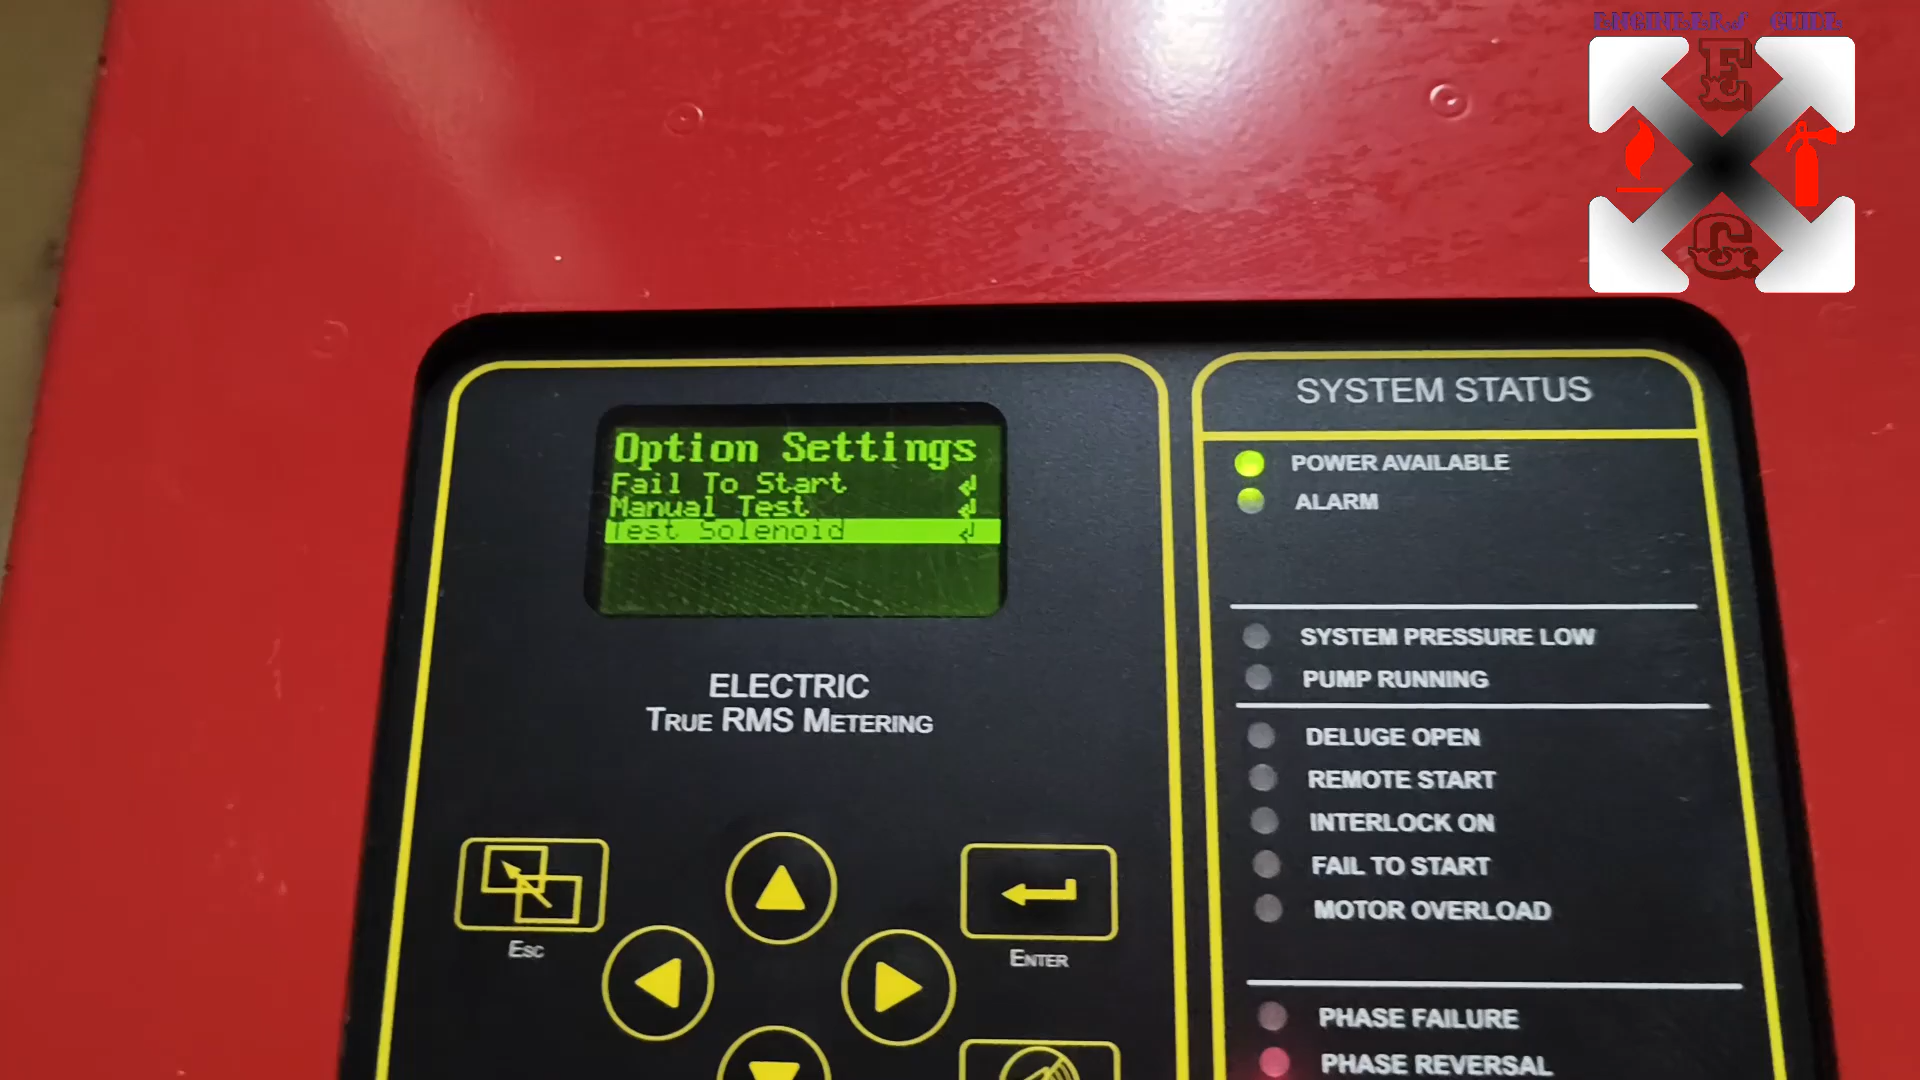 ENGINEERS GUIDE
E
G
Option Settings
Fail To Start
Manual Test
Test Solenoid
ELECTRIC
TRUE RMS METERING
ESC
ENTER
SYSTEM STATUS
POWER AVAILABLE
ALARM
SYSTEM PRESSURE LOW
PUMP RUNNING
DELUGE OPEN
REMOTE START
INTERLOCK ON
FAIL TO START
MOTOR OVERLOAD
PHASE FAILURE
PHASE REVERSAL